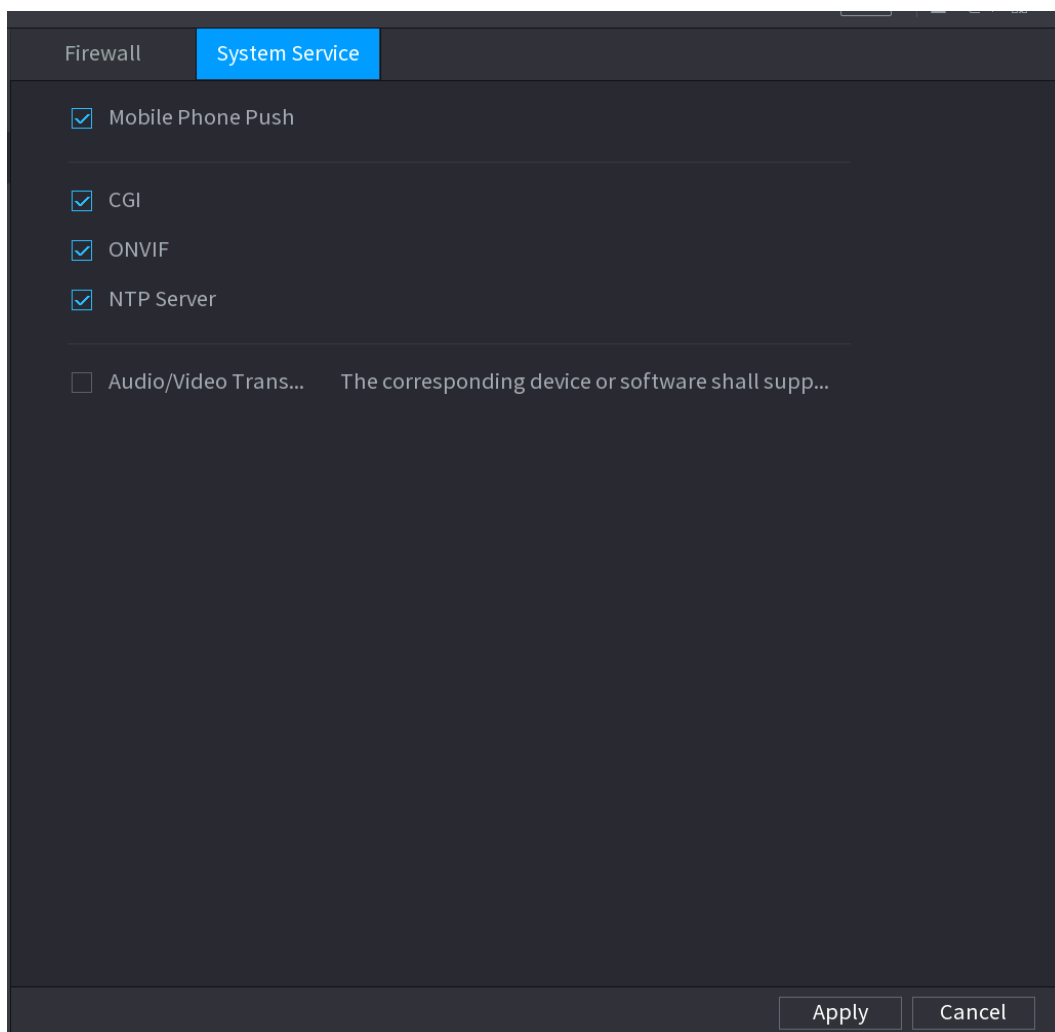 Firewall System Service
Mobile Phone Push
CGI
ONVIF
NTP Server
Audio/Video Trans... The corresponding device or software shall supp...
Apply Cancel